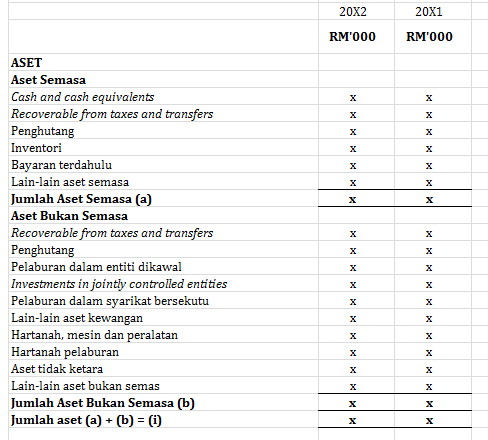 20X2 20X1
RM'000 RM'000
ASET
Aset Semasa
Cash and cash equivalents x x
Recoverable from taxes and transfers x x
Penghutang x x
Inventori x x
Bayaran terdahulu x x
Lain-lain aset semasa x x
Jumlah Aset Semasa (a) x x
Aset Bukan Semasa
Recoverable from taxes and transfers x x
Penghutang x x
Pelaburan dalam entiti dikawal x x
Investments in jointly controlled entities x x
Pelaburan dalam syarikat bersekutu x x
Lain-lain aset kewangan x x
Hartanah, mesin dan peralatan x x
Hartanah pelaburan x x
Aset tidak ketara x x
Lain-lain aset bukan semas x x
Jumlah Aset Bukan Semasa (b) x x
Jumlah aset (a) + (b) = (i) x x